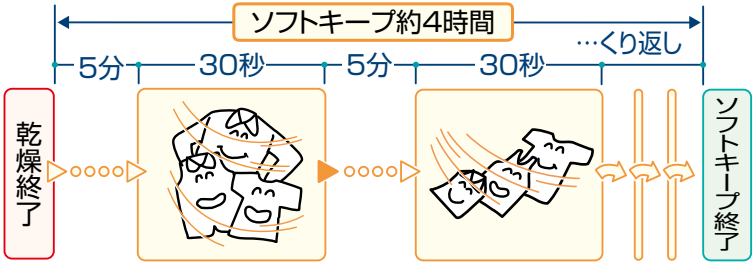 ソフトキープ約4時間
…くり返し
5分
30秒
5分
30秒
乾燥終了
ソフトキープ終了